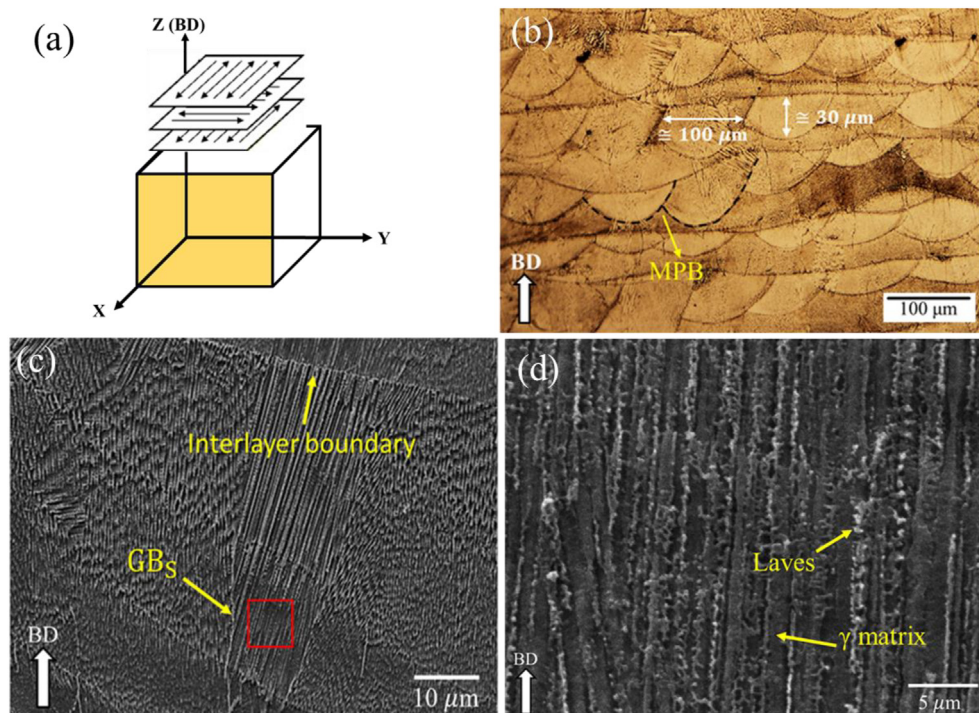 (a)
Z (BD)
Y
X
(b)
≅ 100 μm
≅ 30 μm
MPB
BD
100 μm
(c)
Interlayer boundary
GBs
BD
10 μm
(d)
Laves
γ matrix
BD
5 μm